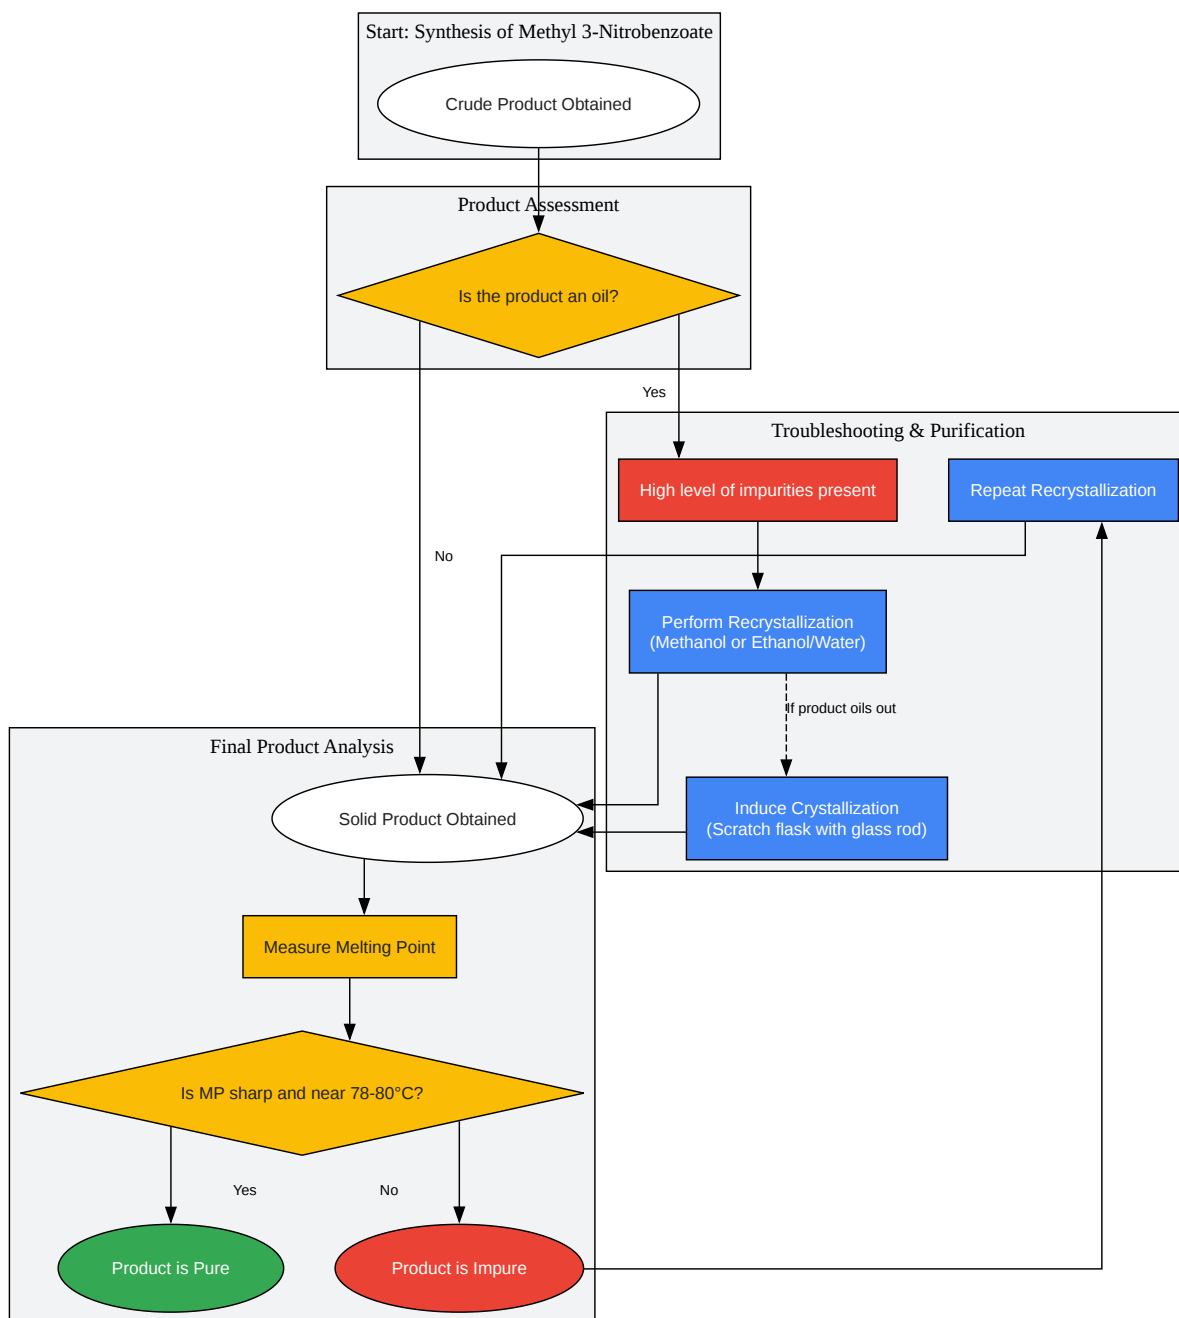 Start: Synthesis of Methyl 3-Nitrobenzoate
Crude Product Obtained
Product Assessment
Is the product an oil?
Yes
Troubleshooting & Purification
High level of impurities present
Repeat Recrystallization
No
Perform Recrystallization
(Methanol or Ethanol/Water)
If product oils out
Final Product Analysis
Solid Product Obtained
Induce Crystallization
(Scratch flask with glass rod)
Measure Melting Point
Is MP sharp and near 78-80°C?
Yes
No
Product is Pure
Product is Impure